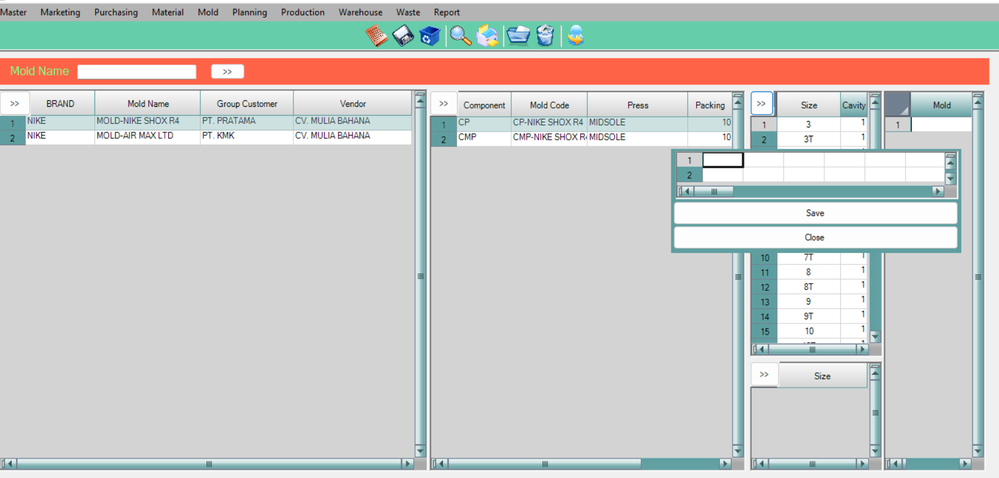 Master Marketing Purchasing Material Mold Planning Production Warehouse Waste Report
Mold Name >>
>> BRAND Mold Name Group Customer Vendor
1 NIKE MOLD-NIKE SHOX R4 PT. PRATAMA CV. MULIA BAHANA
2 NIKE MOLD-AIR MAX LTD PT. KMK CV. MULIA BAHANA
>> Component Mold Code Press Packing
1 CP CP-NIKE SHOX R4 MIDSOLE 10
2 CMP CMP-NIKE SHOX R MIDSOLE 10
>> Size Cavity
1 3 1
2 3T 1
10 7T 1
11 8 1
12 8T 1
13 9 1
14 9T 1
15 10 1
Mold
1
1
2
Save
Close
>> Size